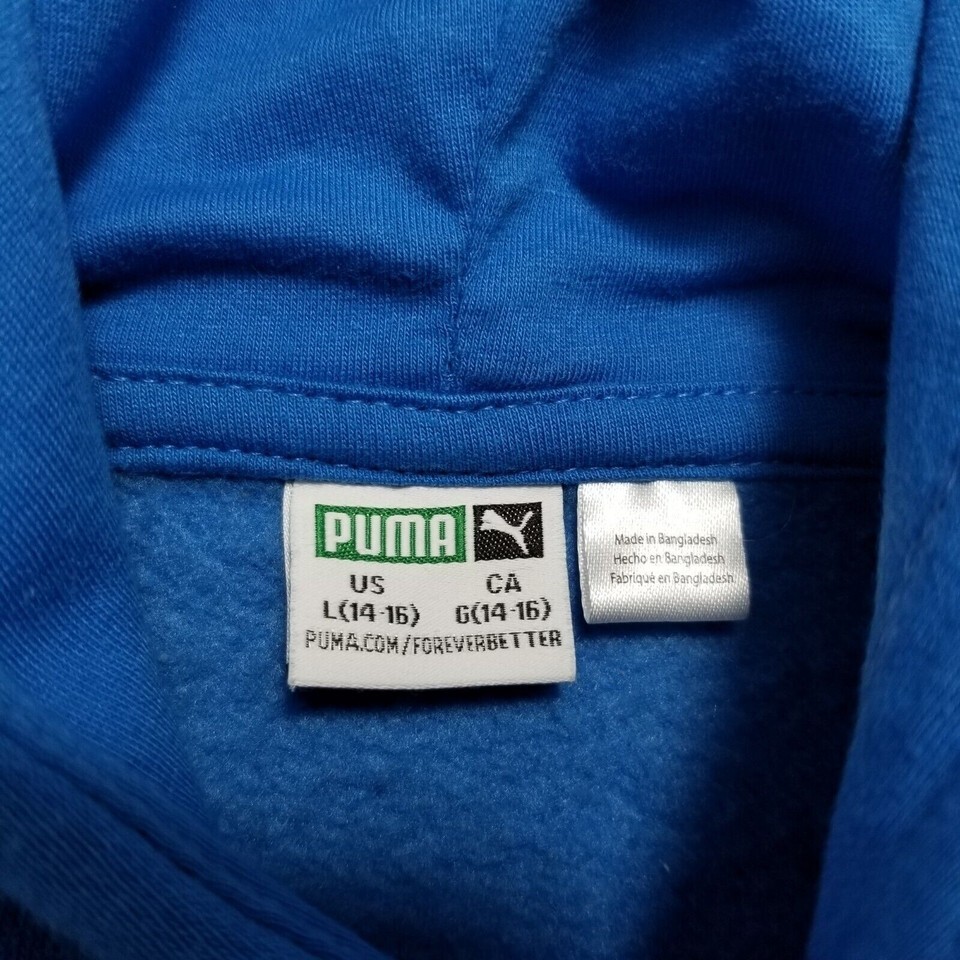 PUMA
US CA
L(14-16) G(14-16)
PUMA.COM/FOREVERBETTER
Made in Bangladesh
Hecho en Bangladesh
Fabriqué en Bangladesh